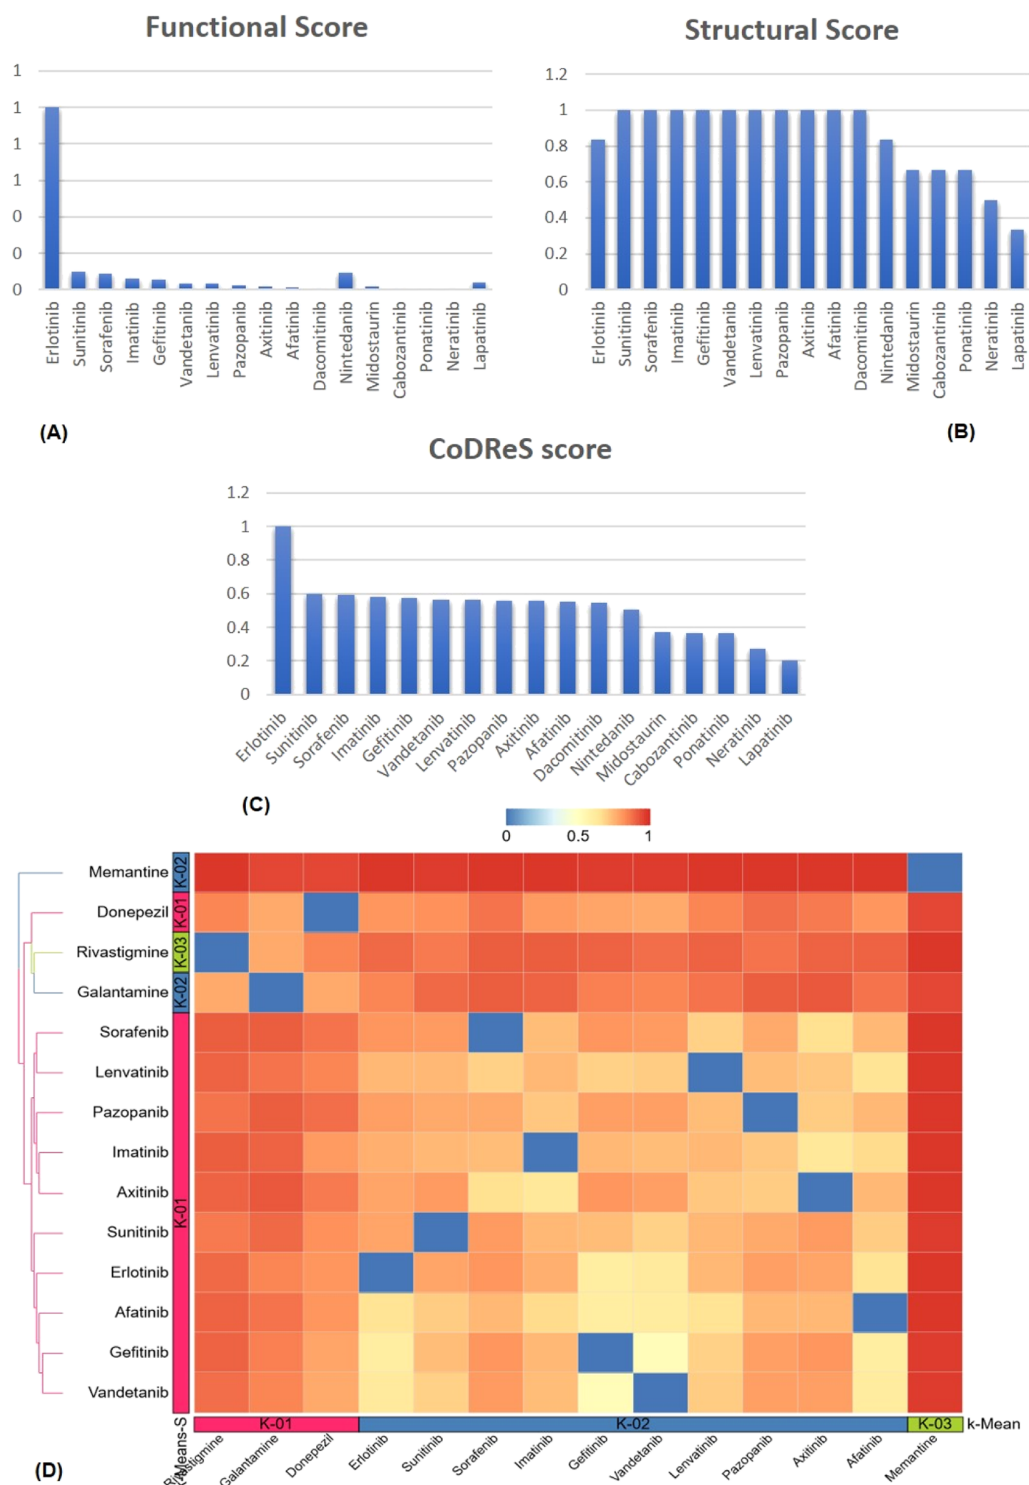 Functional Score
1
1
1
1
0
0
0
Erlotinib
Sunitinib
Sorafenib
Imatinib
Gefitinib
Vandetanib
Lenvatinib
Pazopanib
Axitinib
Afatinib
Dacomitinib
Nintedanib
Midostaurin
Cabozantinib
Ponatinib
Neratinib
Lapatinib
(A)
Structural Score
1.2
1
0.8
0.6
0.4
0.2
0
Erlotinib
Sunitinib
Sorafenib
Imatinib
Gefitinib
Vandetanib
Lenvatinib
Pazopanib
Axitinib
Afatinib
Dacomitinib
Nintedanib
Midostaurin
Cabozantinib
Ponatinib
Neratinib
Lapatinib
(B)
CoDReS score
1.2
1
0.8
0.6
0.4
0.2
0
Erlotinib
Sunitinib
Sorafenib
Imatinib
Gefitinib
Vandetanib
Lenvatinib
Pazopanib
Axitinib
Afatinib
Dacomitinib
Nintedanib
Midostaurin
Cabozantinib
Ponatinib
Neratinib
Lapatinib
(C)
0 0.5 1
Memantine
Donepezil
Rivastigmine
Galantamine
Sorafenib
Lenvatinib
Pazopanib
Imatinib
Axitinib
Sunitinib
Erlotinib
Afatinib
Gefitinib
Vandetanib
K-02
K-01
K-03
K-02
K-01
K-01 K-02 K-03 k-Mean
-Means-S
Rivastigmine
Galantamine
Donepezil
Erlotinib
Sunitinib
Sorafenib
Imatinib
Gefitinib
Vandetanib
Lenvatinib
Pazopanib
Axitinib
Afatinib
Memantine
(D)